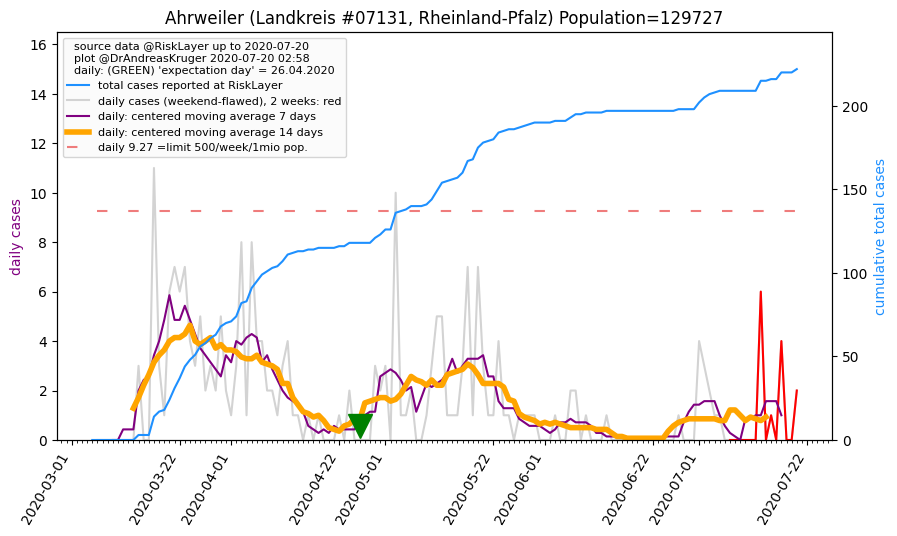 Ahrweiler (Landkreis #07131, Rheinland-Pfalz) Population=129727
source data @RiskLayer up to 2020-07-20
plot @DrAndreasKruger 2020-07-20 02:58
daily: (GREEN) 'expectation day' = 26.04.2020
total cases reported at RiskLayer
daily cases (weekend-flawed), 2 weeks: red
daily: centered moving average 7 days
daily: centered moving average 14 days
daily 9.27 =limit 500/week/1mio pop.
daily cases
16
14
12
10
8
6
4
2
0
200
150
100
50
0
cumulative total cases
2020-03-01
2020-03-22
2020-04-01
2020-04-22
2020-05-01
2020-05-22
2020-06-01
2020-06-22
2020-07-01
2020-07-22